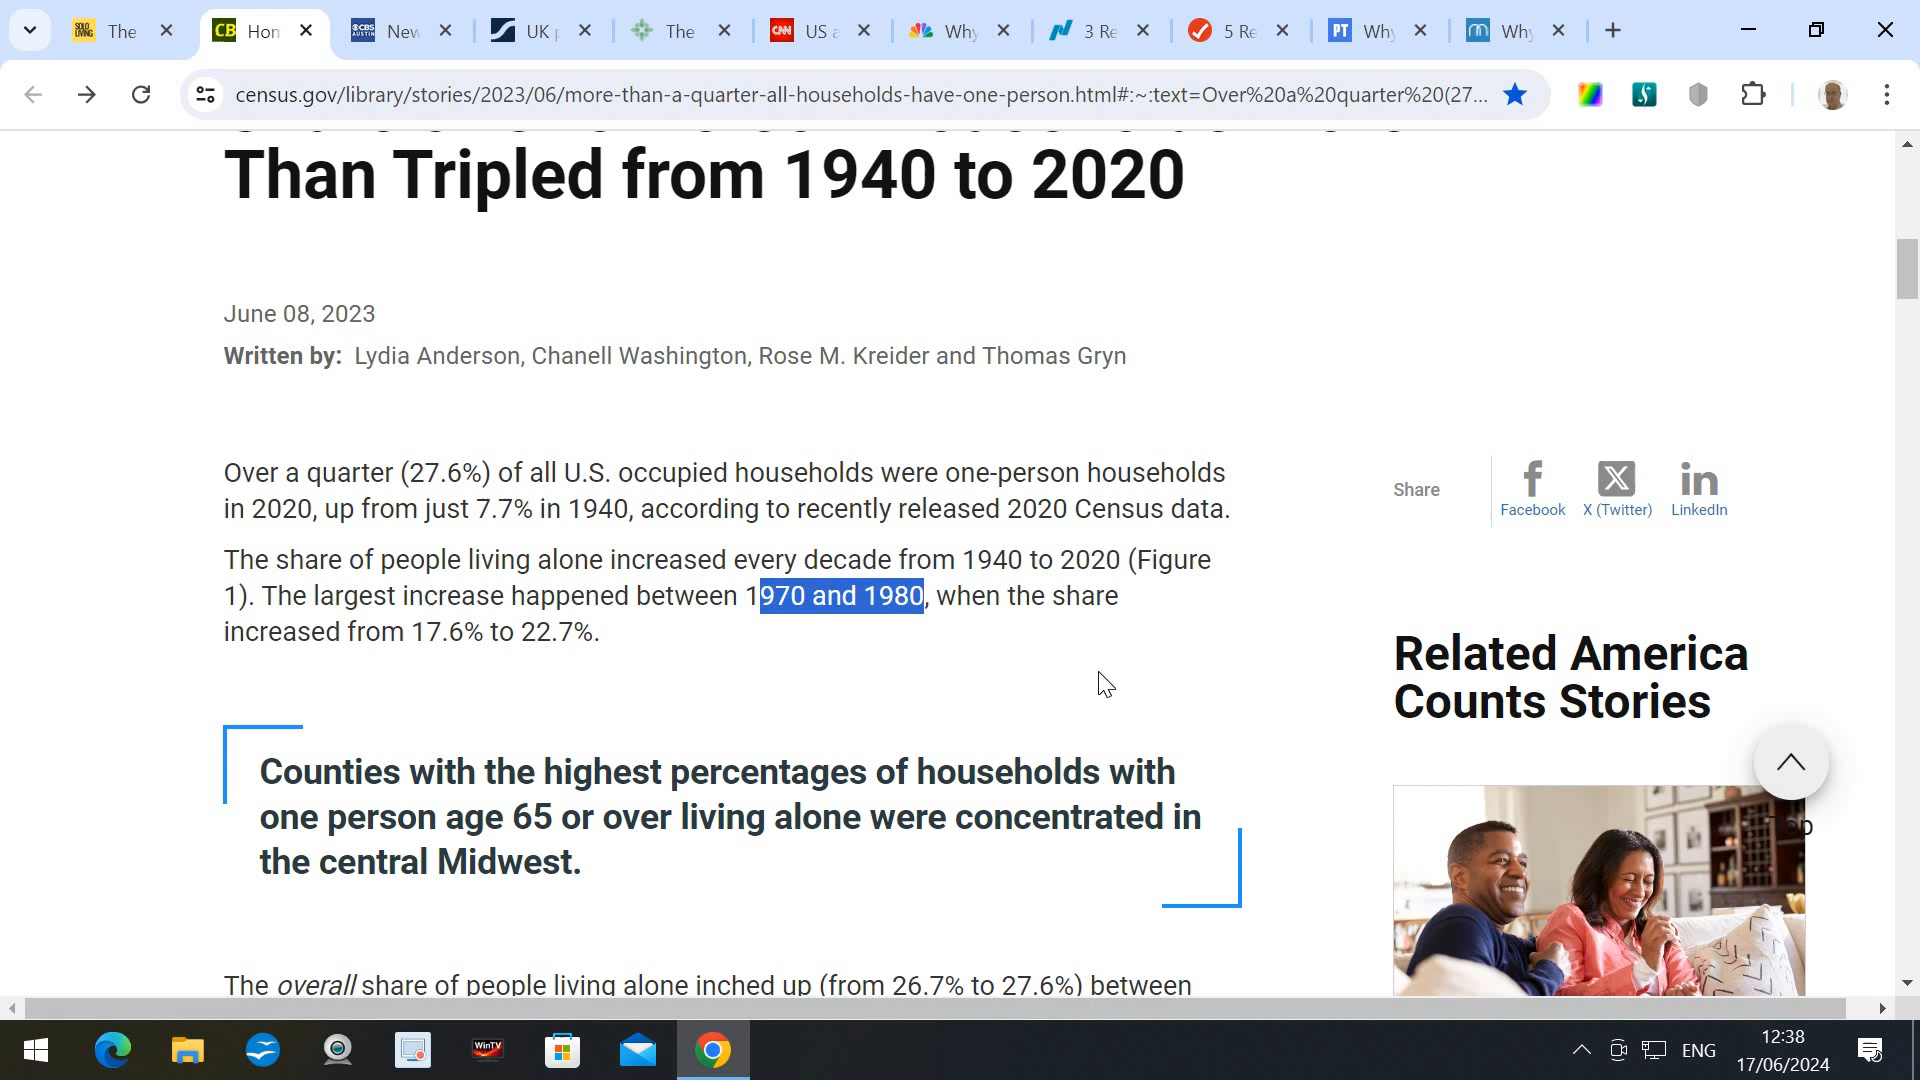 The
CB
Hon
CBS
AUSTIN
New
UK
The
CNN
US a
Why
3 Re
5 Re
PT
Why
Why
census.gov/library/stories/2023/06/more-than-a-quarter-all-households-have-one-person.html#:~:text=Over%20a%20quarter%20(27...
Than Tripled from 1940 to 2020
June 08, 2023
Written by: Lydia Anderson, Chanell Washington, Rose M. Kreider and Thomas Gryn
Over a quarter (27.6%) of all U.S. occupied households were one-person households
in 2020, up from just 7.7% in 1940, according to recently released 2020 Census data.
The share of people living alone increased every decade from 1940 to 2020 (Figure
1). The largest increase happened between 1970 and 1980, when the share
increased from 17.6% to 22.7%.
Counties with the highest percentages of households with
one person age 65 or over living alone were concentrated in
the central Midwest.
The overall share of people living alone inched up (from 26.7% to 27.6%) between
Share
Facebook
X (Twitter)
LinkedIn
Related America
Counts Stories
Top
WinTV
ENG
12:38
17/06/2024